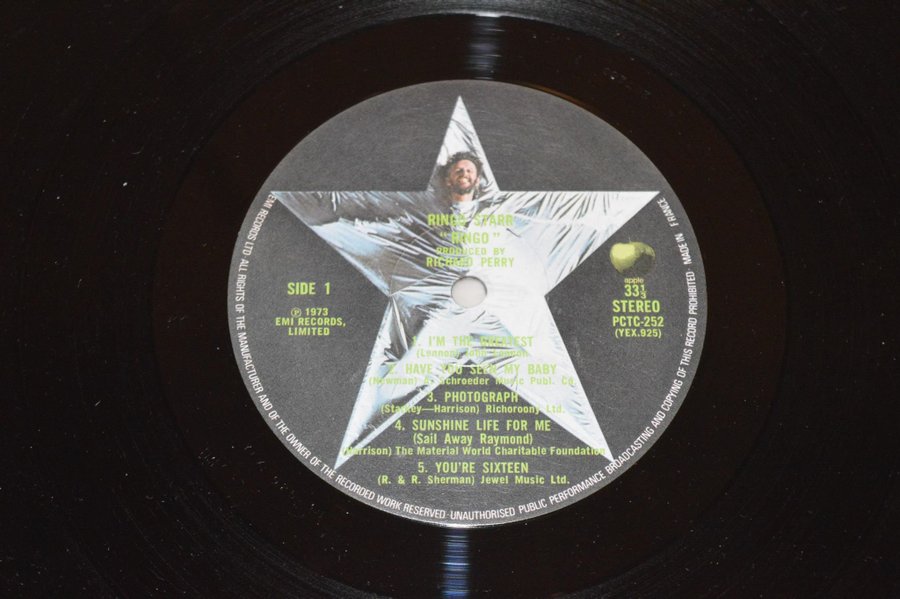 RINGO STARR
"RINGO"
PRODUCED BY
RICHARD PERRY
SIDE 1
℗ 1973
EMI RECORDS,
LIMITED
apple
33⅓
STEREO
PCTC-252
(YEX.925)
1. I'M THE GREATEST
(Lennon) John Lennon
2. HAVE YOU SEEN MY BABY
(Newman) A. Schroeder Music Publ. Co.
3. PHOTOGRAPH
(Starkey—Harrison) Richoroony Ltd.
4. SUNSHINE LIFE FOR ME
(Sail Away Raymond)
(Harrison) The Material World Charitable Foundation
5. YOU'RE SIXTEEN
(R. & R. Sherman) Jewel Music Ltd.
EMI RECORDS LTD ALL RIGHTS OF THE MANUFACTURER AND OF THE OWNER OF THE RECORDED WORK RESERVED · UNAUTHORISED PUBLIC PERFORMANCE BROADCASTING AND COPYING OF THIS RECORD PROHIBITED · MADE IN FRANCE